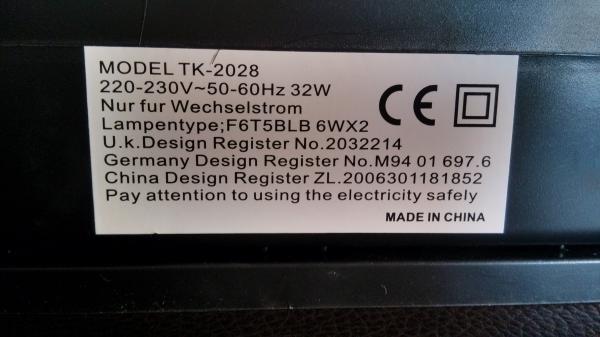 MODEL TK-2028
220-230V~50-60Hz 32W
Nur fur Wechselstrom
Lampentype;F6T5BLB 6WX2
U.k.Design Register No.2032214
Germany Design Register No.M94 01 697.6
China Design Register ZL.2006301181852
Pay attention to using the electricity safely
CE
MADE IN CHINA